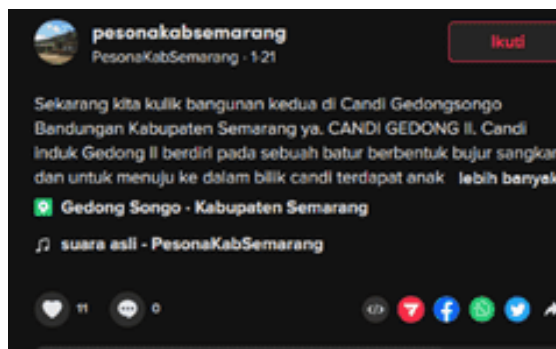 pesonakabsemarang
PesonaKabSemarang · 1-21
Ikuti
Sekarang kita kulik bangunan kedua di Candi Gedongsongo
Bandungan Kabupaten Semarang ya. CANDI GEDONG II. Candi
Induk Gedong II berdiri pada sebuah batur berbentuk bujur sangkar
dan untuk menuju ke dalam bilik candi terdapat anak lebih banyak
Gedong Songo - Kabupaten Semarang
suara asli - PesonaKabSemarang
11
0